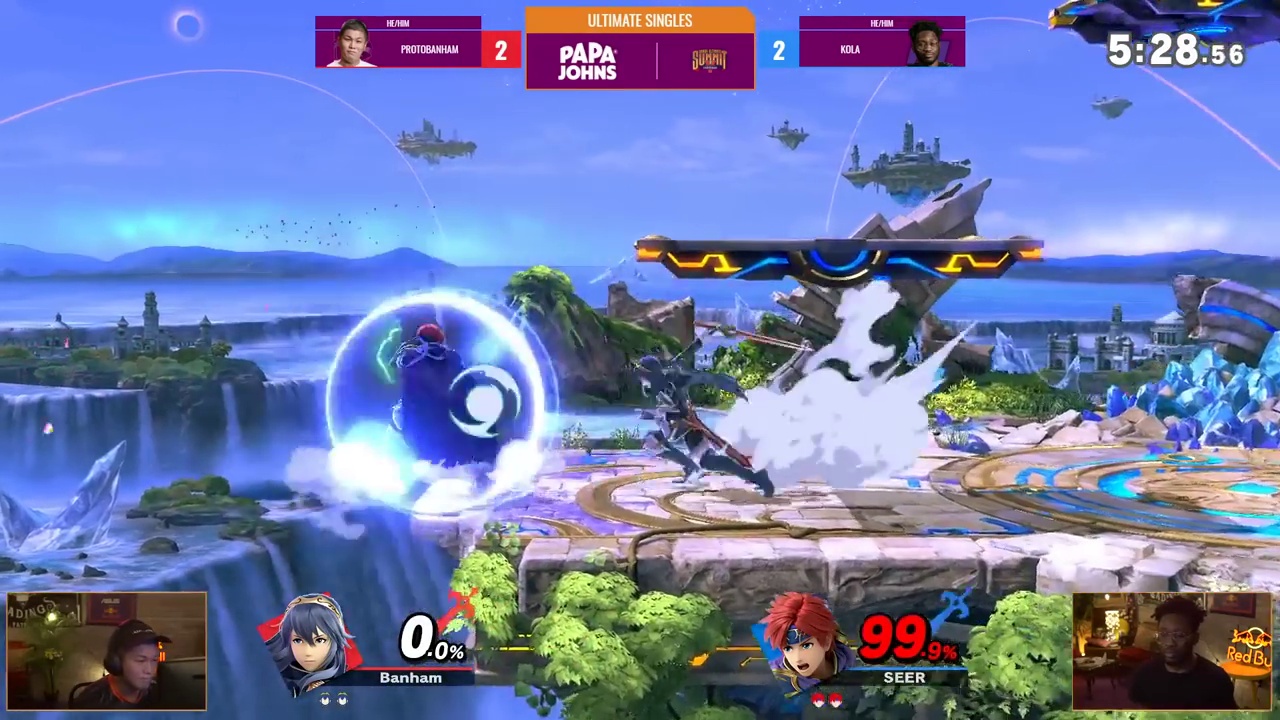 HE/HIM
PROTOBANHAM
2
ULTIMATE SINGLES
PAPA JOHNS
SUMMIT
2
HE/HIM
KOLA
5:28.56
0.0%
Banham
99.9%
SEER
Red Bu